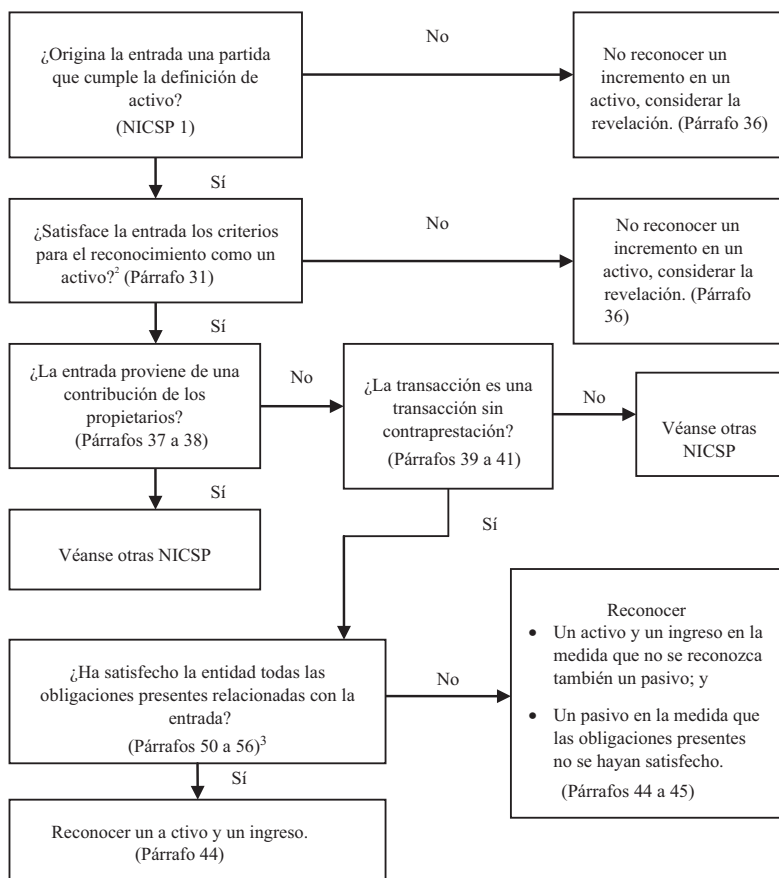 ¿Origina la entrada una partida
que cumple la definición de
activo?
(NICSP 1)
No
No reconocer un
incremento en un
activo, considerar la
revelación. (Párrafo 36)
Sí
¿Satisface la entrada los criterios
para el reconocimiento como un
activo?² (Párrafo 31)
No
No reconocer un
incremento en un
activo, considerar la
revelación. (Párrafo
36)
Sí
¿La entrada proviene de una
contribución de los
propietarios?
(Párrafos 37 a 38)
No
¿La transacción es una
transacción sin
contraprestación?
(Párrafos 39 a 41)
No
Véanse otras
NICSP
Sí
Véanse otras NICSP
Sí
¿Ha satisfecho la entidad todas las
obligaciones presentes relacionadas con la
entrada?
(Párrafos 50 a 56)³
No
Reconocer
• Un activo y un ingreso en la
medida que no se reconozca
también un pasivo; y
• Un pasivo en la medida que
las obligaciones presentes
no se hayan satisfecho.
(Párrafos 44 a 45)
Sí
Reconocer un a ctivo y un ingreso.
(Párrafo 44)